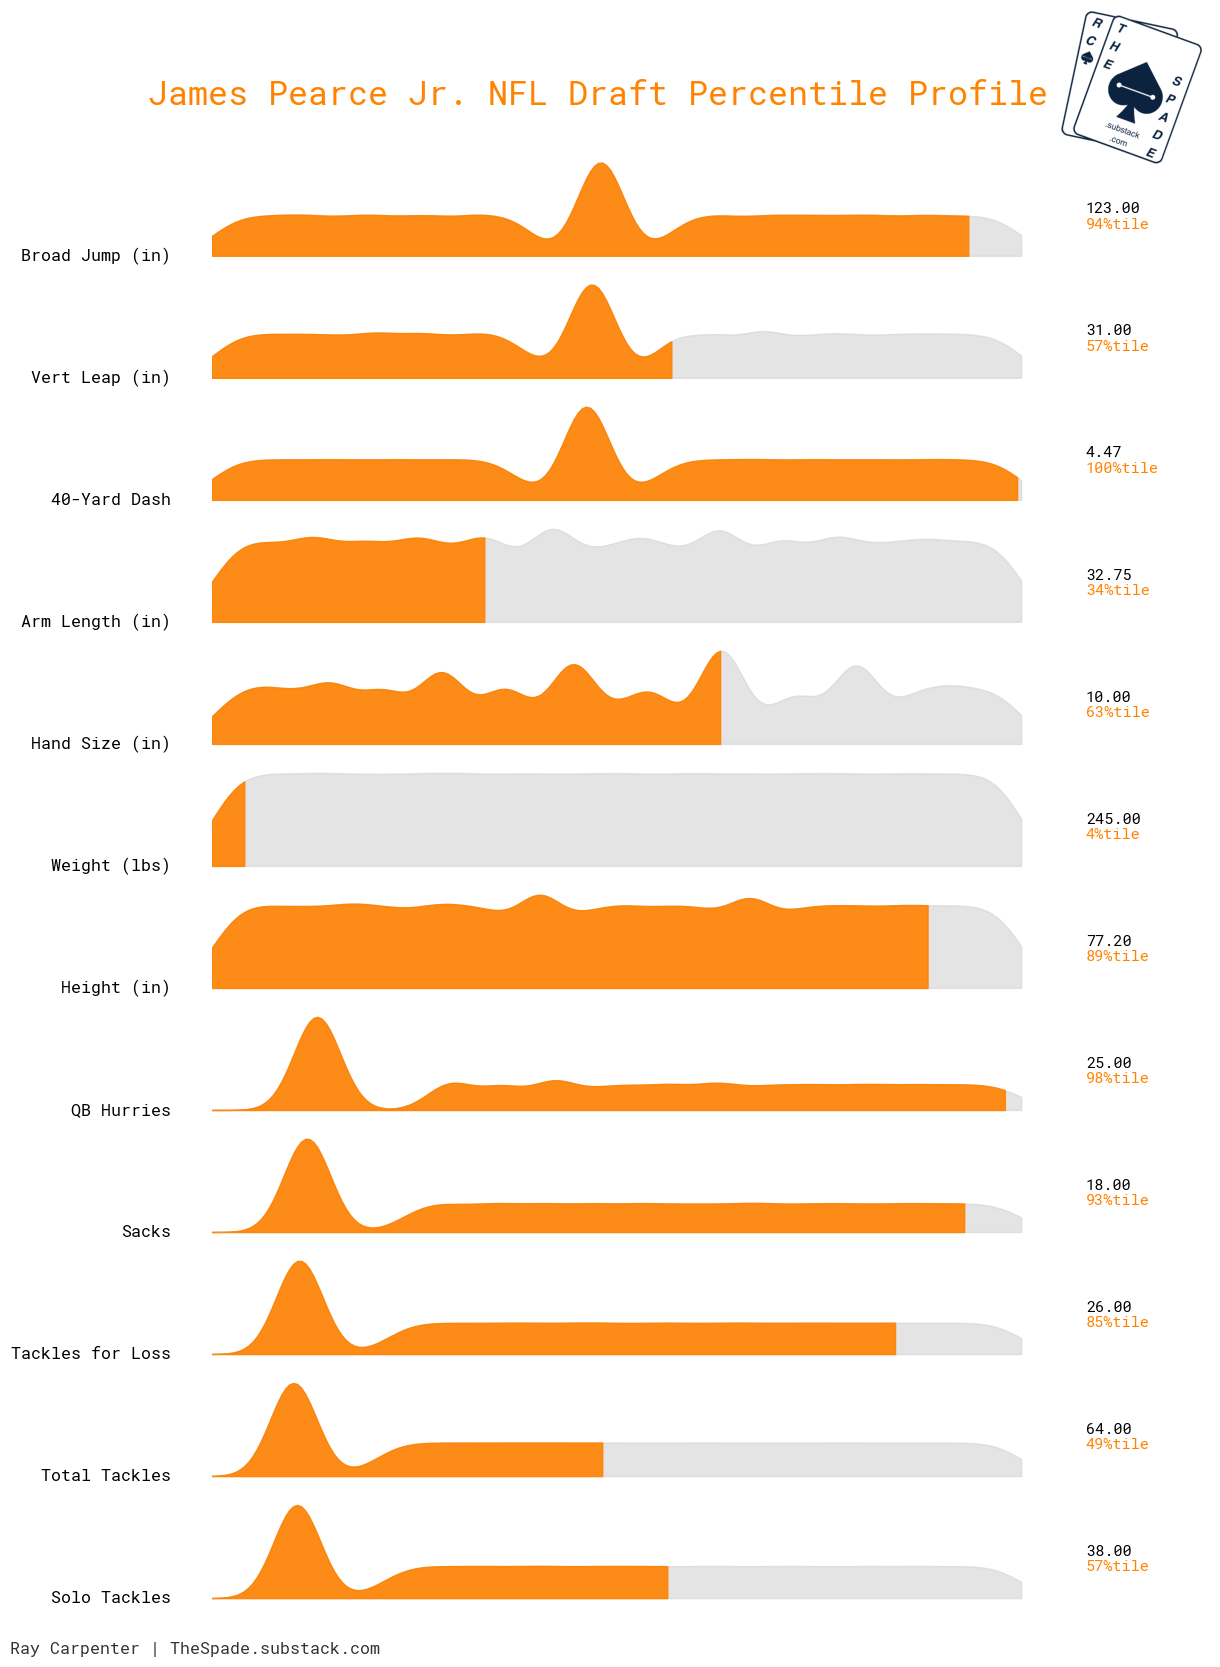 R
C
T
H
E
S
P
A
D
E
.substack
.com
James Pearce Jr. NFL Draft Percentile Profile
Broad Jump (in)
123.00
94%tile
Vert Leap (in)
31.00
57%tile
40-Yard Dash
4.47
100%tile
Arm Length (in)
32.75
34%tile
Hand Size (in)
10.00
63%tile
Weight (lbs)
245.00
4%tile
Height (in)
77.20
89%tile
QB Hurries
25.00
98%tile
Sacks
18.00
93%tile
Tackles for Loss
26.00
85%tile
Total Tackles
64.00
49%tile
Solo Tackles
38.00
57%tile
Ray Carpenter | TheSpade.substack.com